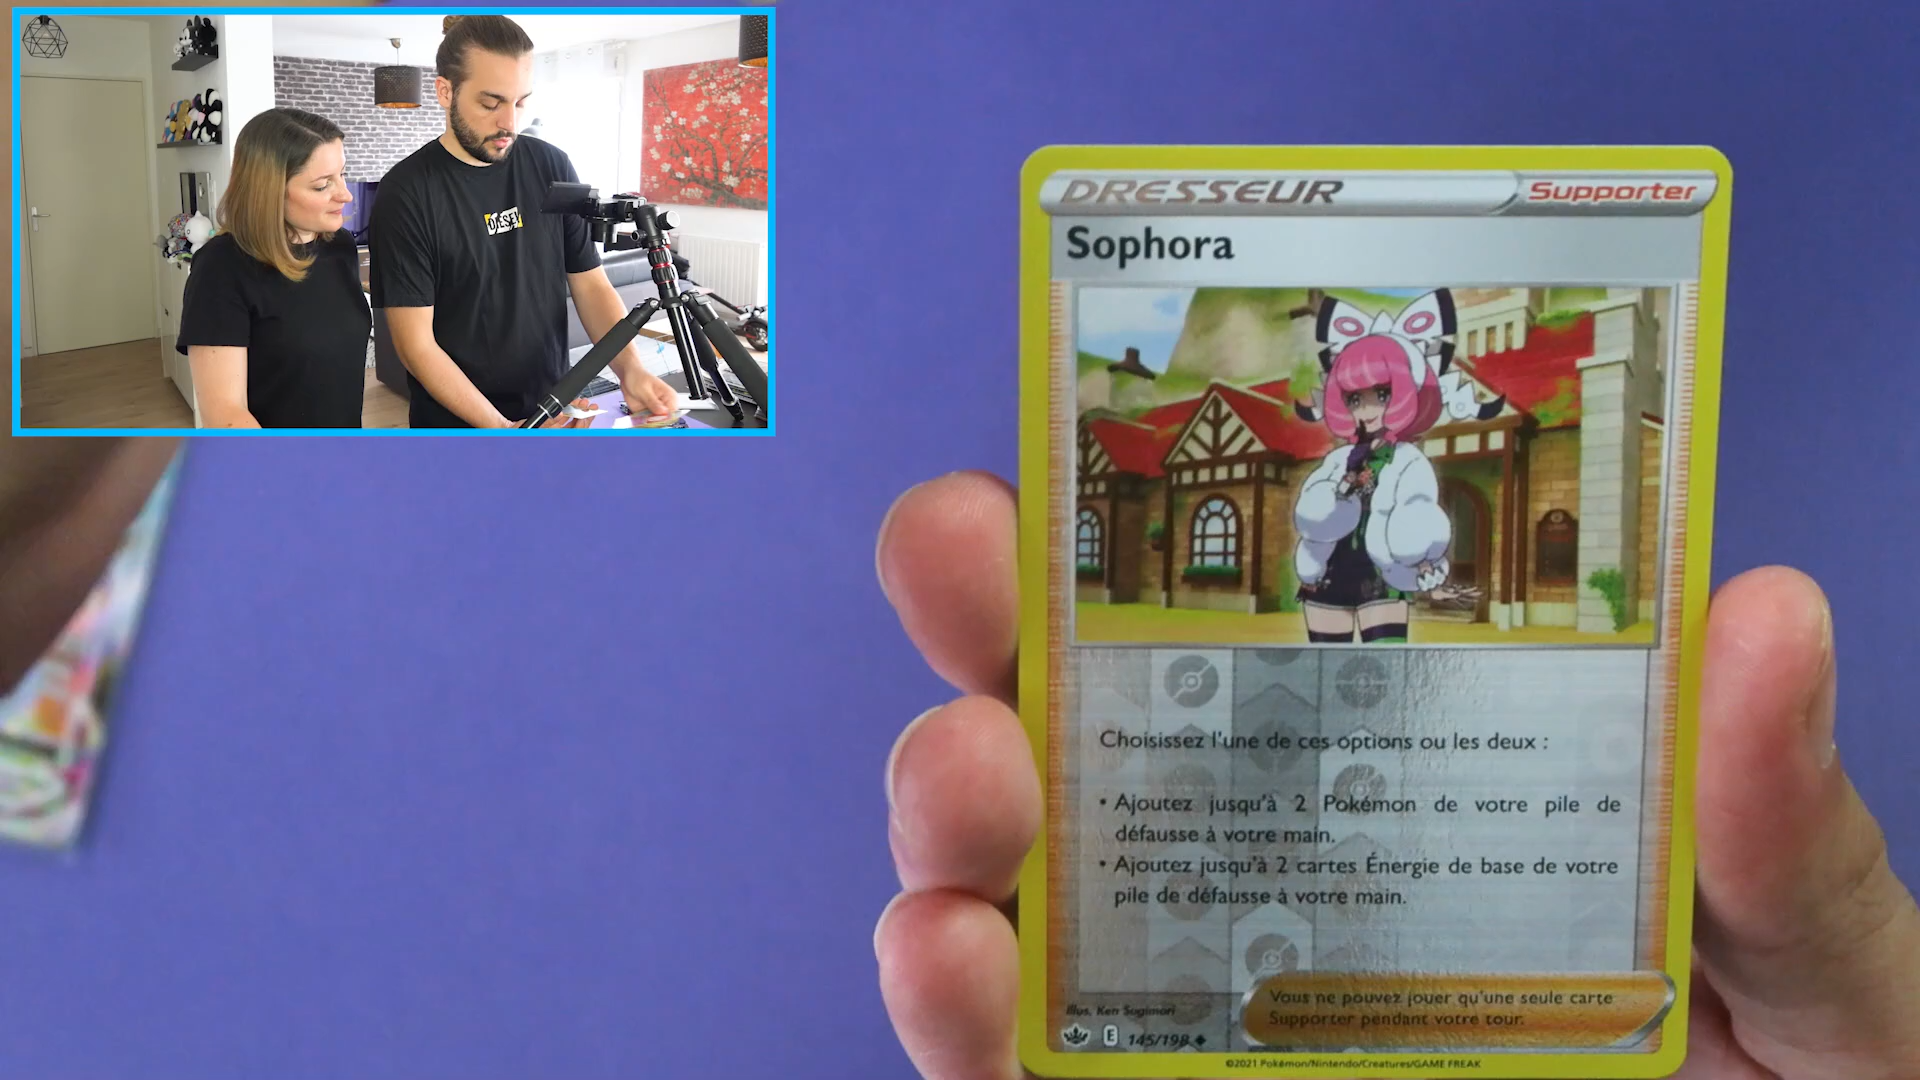 DIESEL
DRESSEUR
Supporter
Sophora
Choisissez l'une de ces options ou les deux :
• Ajoutez jusqu'à 2 Pokémon de votre pile de
défausse à votre main.
• Ajoutez jusqu'à 2 cartes Énergie de base de votre
pile de défausse à votre main.
Vous ne pouvez jouer qu'une seule carte
Supporter pendant votre tour.
Illus. Ken Sugimori
E 145/198
©2021 Pokémon/Nintendo/Creatures/GAME FREAK